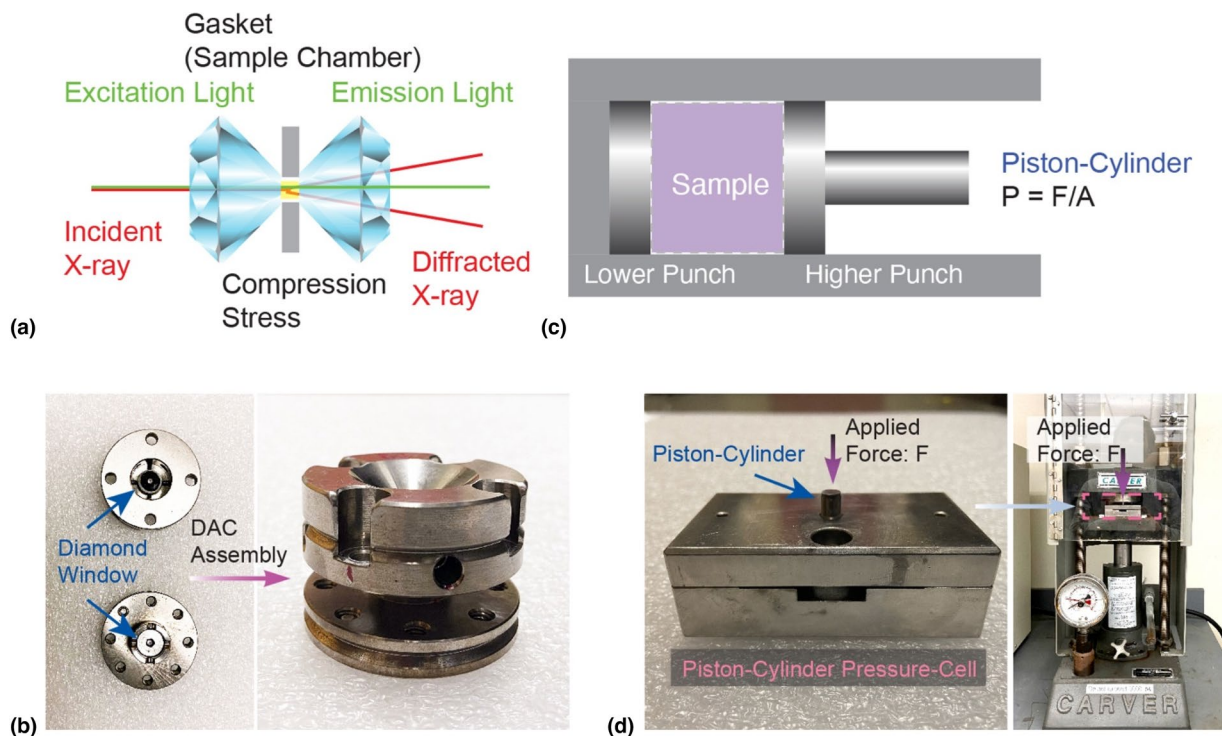 Gasket
(Sample Chamber)
Excitation Light
Emission Light
Incident
X-ray
Compression
Stress
Diffracted
X-ray
(a)
Sample
Piston-Cylinder
P = F/A
Lower Punch
Higher Punch
(c)
Diamond
Window
DAC
Assembly
(b)
Piston-Cylinder
Applied
Force: F
Piston-Cylinder Pressure-Cell
Applied
Force: F
CARVER
CARVER
(d)